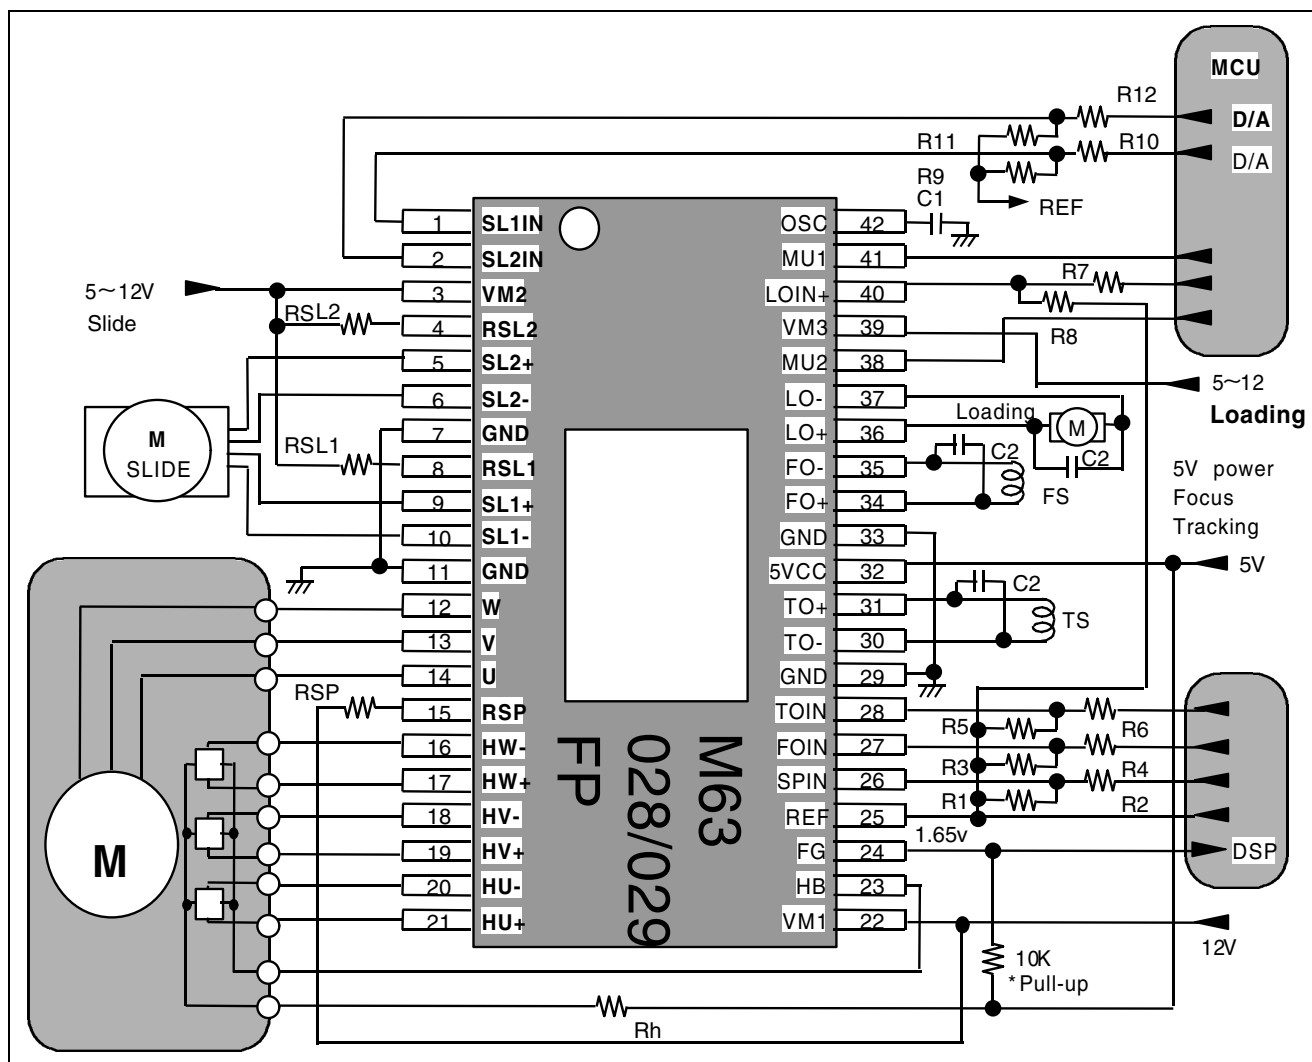 MCU
R12
D/A
R11
R10
D/A
R9
C1
REF
1 SL1IN
OSC 42
2 SL2IN
MU1 41
5~12V
Slide
3 VM2
LOIN+ 40
R7
RSL2
4 RSL2
VM3 39
R8
5 SL2+
MU2 38
5~12
Loading
6 SL2-
LO- 37
Loading
M
SLIDE
7 GND
LO+ 36
M
C2
RSL1
8 RSL1
FO- 35
C2
FS
5V power
Focus
Tracking
9 SL1+
FO+ 34
10 SL1-
GND 33
11 GND
5VCC 32
5V
12 W
TO+ 31
C2
TS
13 V
TO- 30
14 U
GND 29
RSP
15 RSP
TOIN 28
R5
R6
16 HW-
FOIN 27
R3
R4
17 HW+
SPIN 26
R1
R2
18 HV-
REF 25
1.65v
19 HV+
FG 24
DSP
20 HU-
HB 23
21 HU+
VM1 22
12V
M
M63
028/029
FP
10K
*Pull-up
Rh